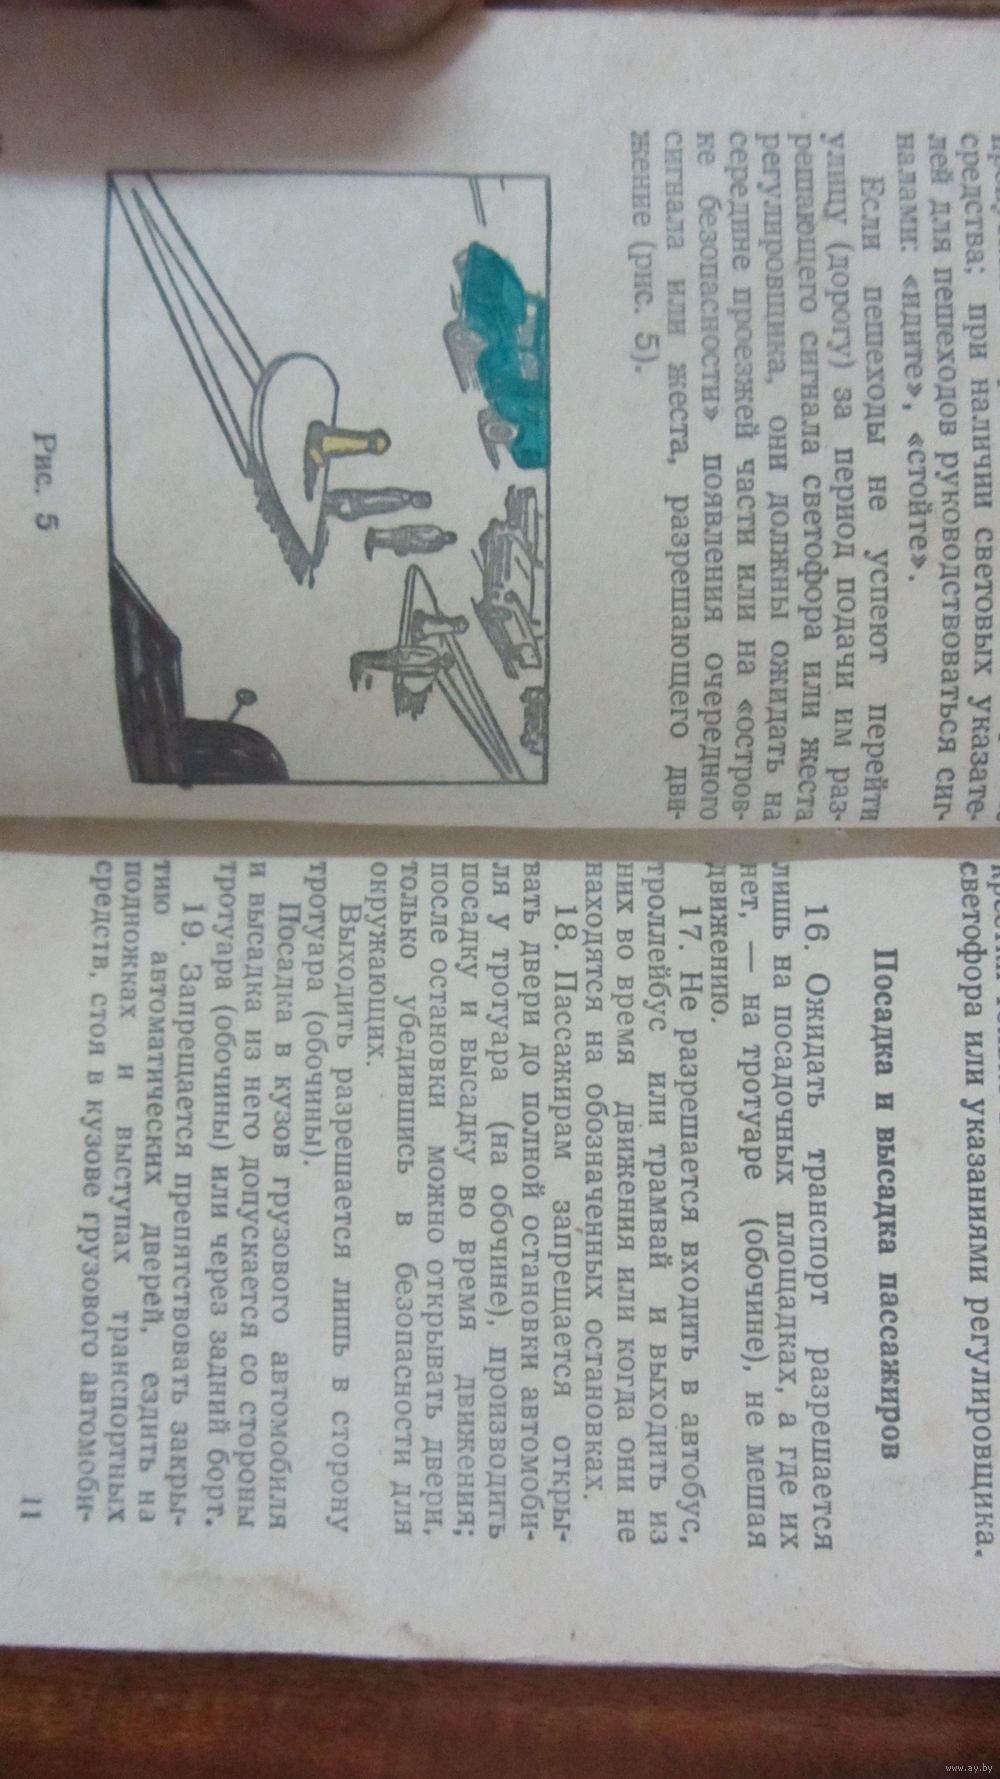 средства; при наличии световых указате-
лей для пешеходов руководствоваться сиг-
налами: «идите», «стойте».
Если пешеходы не успеют перейти
улицу (дорогу) за период подачи им раз-
решающего сигнала светофора или жеста
регулировщика, они должны ожидать на
середине проезжей части или на «остров-
ке безопасности» появления очередного
сигнала или жеста, разрешающего дви-
жение (рис. 5).
Рис. 5
светофора или указаниями регулировщика.
Посадка и высадка пассажиров
16. Ожидать транспорт разрешается
лишь на посадочных площадках, а где их
нет, — на тротуаре (обочине), не мешая
движению.
17. Не разрешается входить в автобус,
троллейбус или трамвай и выходить из
них во время движения или когда они не
находятся на обозначенных остановках.
18. Пассажирам запрещается откры-
вать двери до полной остановки автомоби-
ля у тротуара (на обочине), производить
посадку и высадку во время движения;
после остановки можно открывать двери,
только убедившись в безопасности для
окружающих.
Выходить разрешается лишь в сторону
тротуара (обочины).
Посадка в кузов грузового автомобиля
и высадка из него допускается со стороны
тротуара (обочины) или через задний борт.
19. Запрещается препятствовать закры-
тию автоматических дверей, ездить на
подножках и выступах транспортных
средств, стоя в кузове грузового автомоби-
11
www.ay.by